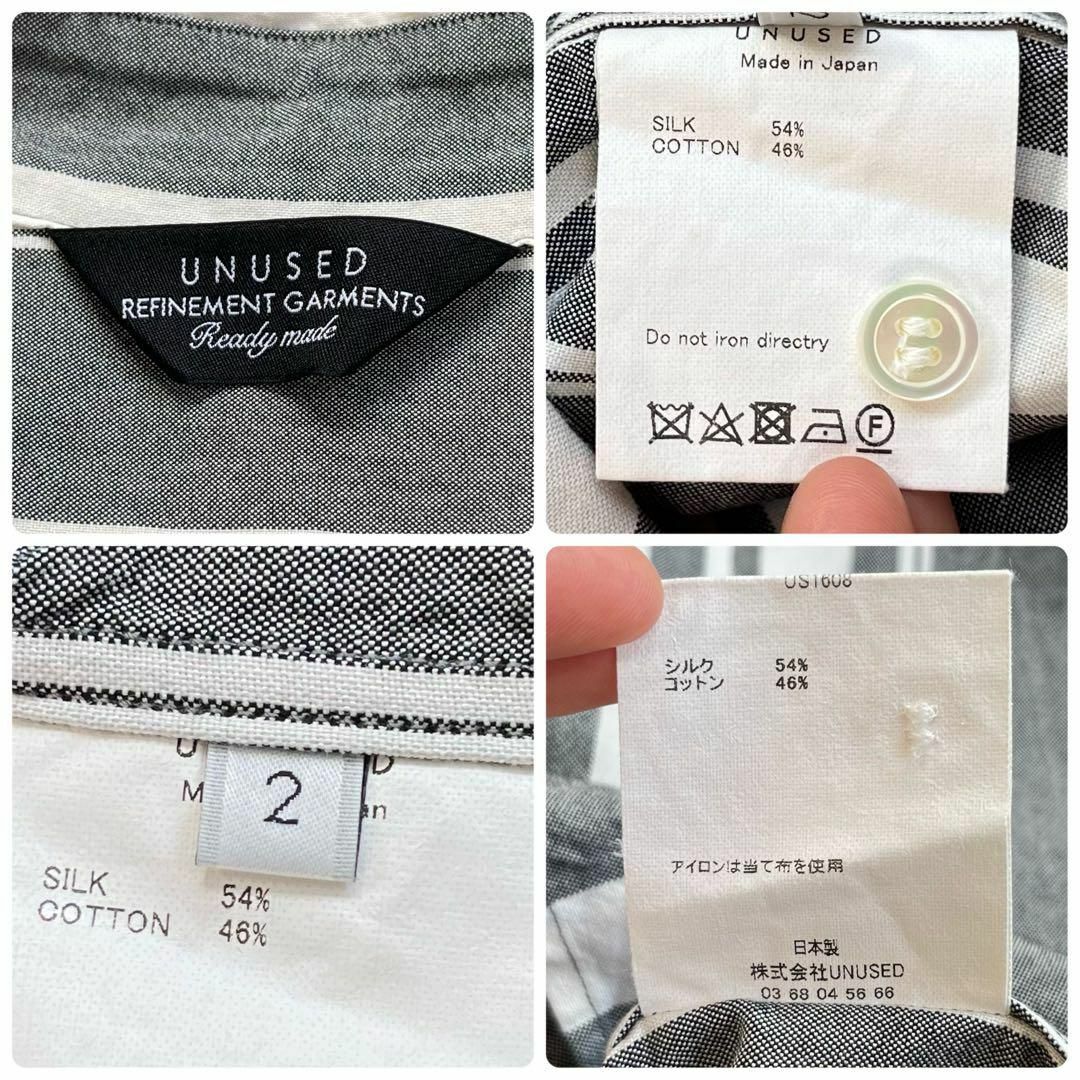 UNUSED
REFINEMENT GARMENTS
Ready made
UNUSED
Made in Japan
SILK 54%
COTTON 46%
Do not iron directry
F
2
SILK 54%
COTTON 46%
US1608
シルク 54%
コットン 46%
アイロンは当て布を使用
日本製
株式会社UNUSED
03 68 04 56 66